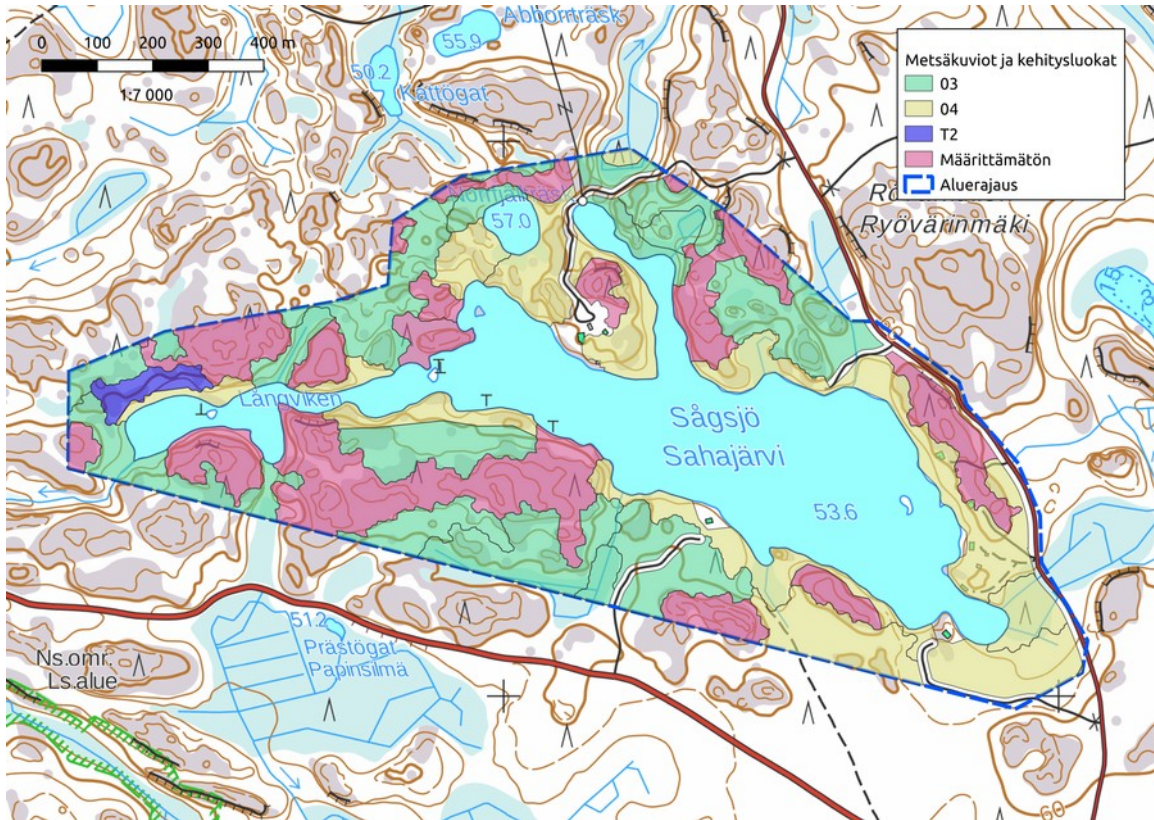 Abborrträsk
55.9
0 100 200 300 400 m
1:7 000
50.2
Kattögat
Metsäkuviot ja kehitysluokat
03
04
T2
Määrittämätön
Aluerajaus
57.0
Ryövärinmäki
15
Långviken
Sågsjö
Sahajärvi
53.6
51.2
Prästögat
Papinsilmä
Ns.omr.
Ls.alue
60